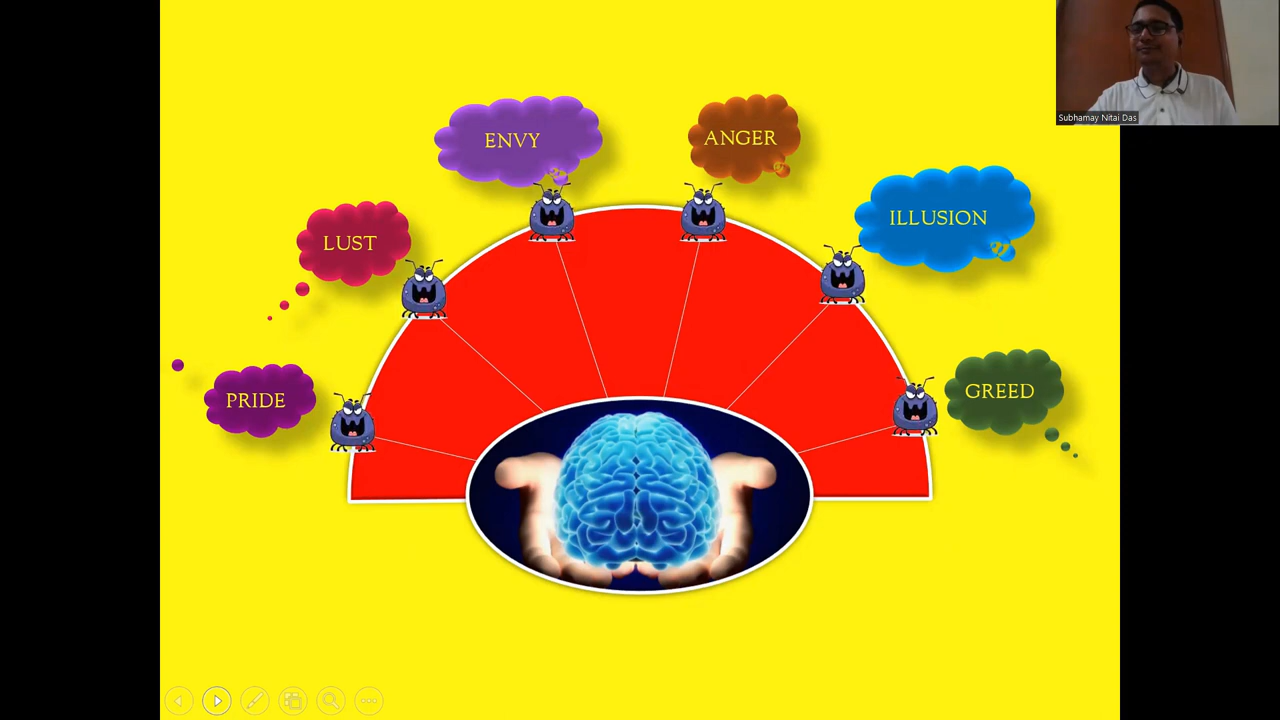 ENVY
ANGER
ILLUSION
LUST
GREED
PRIDE
Subhamay Nitai Das